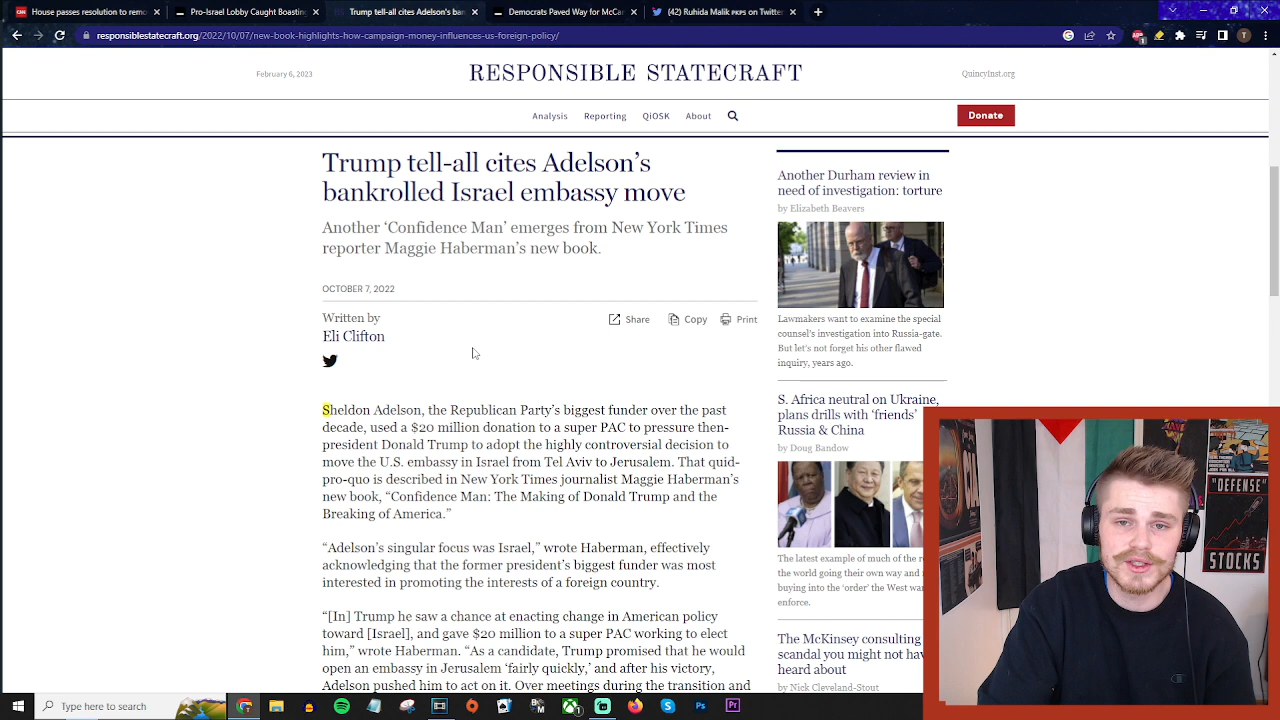 House passes resolution to remo
Pro-Israel Lobby Group Boasting
Trump tell-all cites Adelson's ban
Democrats Paved Way for McCa
(4) Ruhida Malik RUs on Twitter
responsiblestatecraft.org/2022/10/07/new-book-highlights-how-campaign-money-influences-us-foreign-policy/
February 6, 2023
RESPONSIBLE STATECRAFT
QuincyInst.org
Analysis Reporting QiOSK About
Donate
Trump tell-all cites Adelson's
bankrolled Israel embassy move
Another 'Confidence Man' emerges from New York Times
reporter Maggie Haberman's new book.
OCTOBER 7, 2022
Written by
Share Copy Print
Eli Clifton
Sheldon Adelson, the Republican Party's biggest funder over the past
decade, used a $20 million donation to a super PAC to pressure then-
president Donald Trump to adopt the highly controversial decision to
move the U.S. embassy in Israel from Tel Aviv to Jerusalem. That quid-
pro-quo is described in New York Times journalist Maggie Haberman's
new book, "Confidence Man: The Making of Donald Trump and the
Breaking of America."
"Adelson's singular focus was Israel," wrote Haberman, effectively
acknowledging that the former president's biggest funder was most
interested in promoting the interests of a foreign country.
"[In] Trump he saw a chance at enacting change in American policy
toward [Israel], and gave $20 million to a super PAC working to elect
him," wrote Haberman. "As a candidate, Trump promised that he would
open an embassy in Jerusalem 'fairly quickly,' and after his victory,
Adelson pushed him to act on it. Over meetings during the transition
Another Durham review in
need of investigation: torture
by Elizabeth Beavers
Lawmakers want to examine the special
counsel's investigation into Russia-gate.
But let's not forget his other flawed
inquiry, years ago.
S. Africa neutral on Ukraine,
plans drills with 'friends'
Russia & China
by Doug Bandow
The latest example of much of the re
the world going their own way and n
buying into the 'order' the West wan
enforce.
The McKinsey consulting
scandal you might not hav
heard about
by Nick Cleveland-Stout
"DEFENSE"
STOCKS
Type here to search